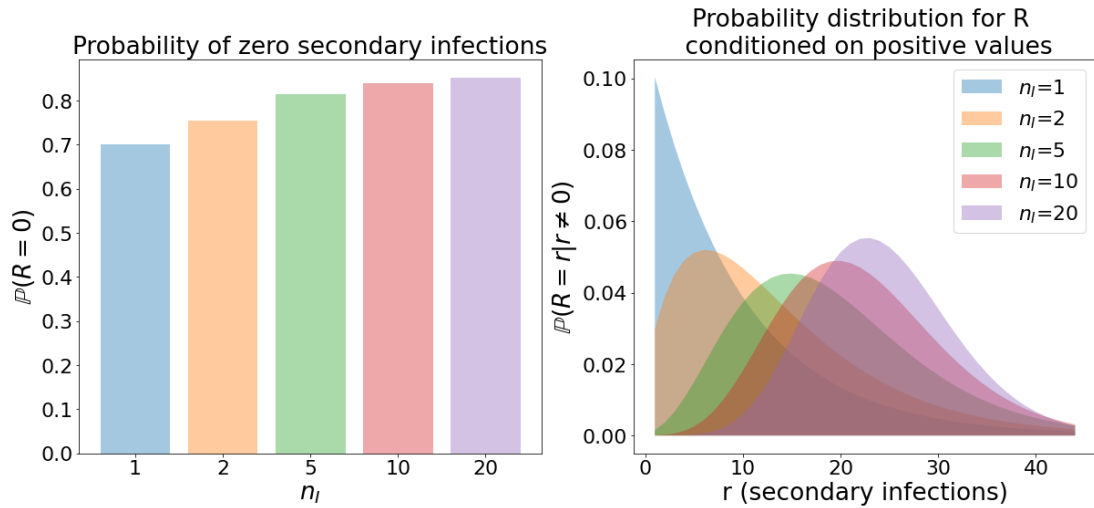 Probability of zero secondary infections
ℙ(R = 0)
0.8
0.7
0.6
0.5
0.4
0.3
0.2
0.1
0.0
1 2 5 10 20
n_I
Probability distribution for R
conditioned on positive values
ℙ(R = r|r ≠ 0)
0.10
0.08
0.06
0.04
0.02
0.00
0 10 20 30 40
r (secondary infections)
n_I=1
n_I=2
n_I=5
n_I=10
n_I=20